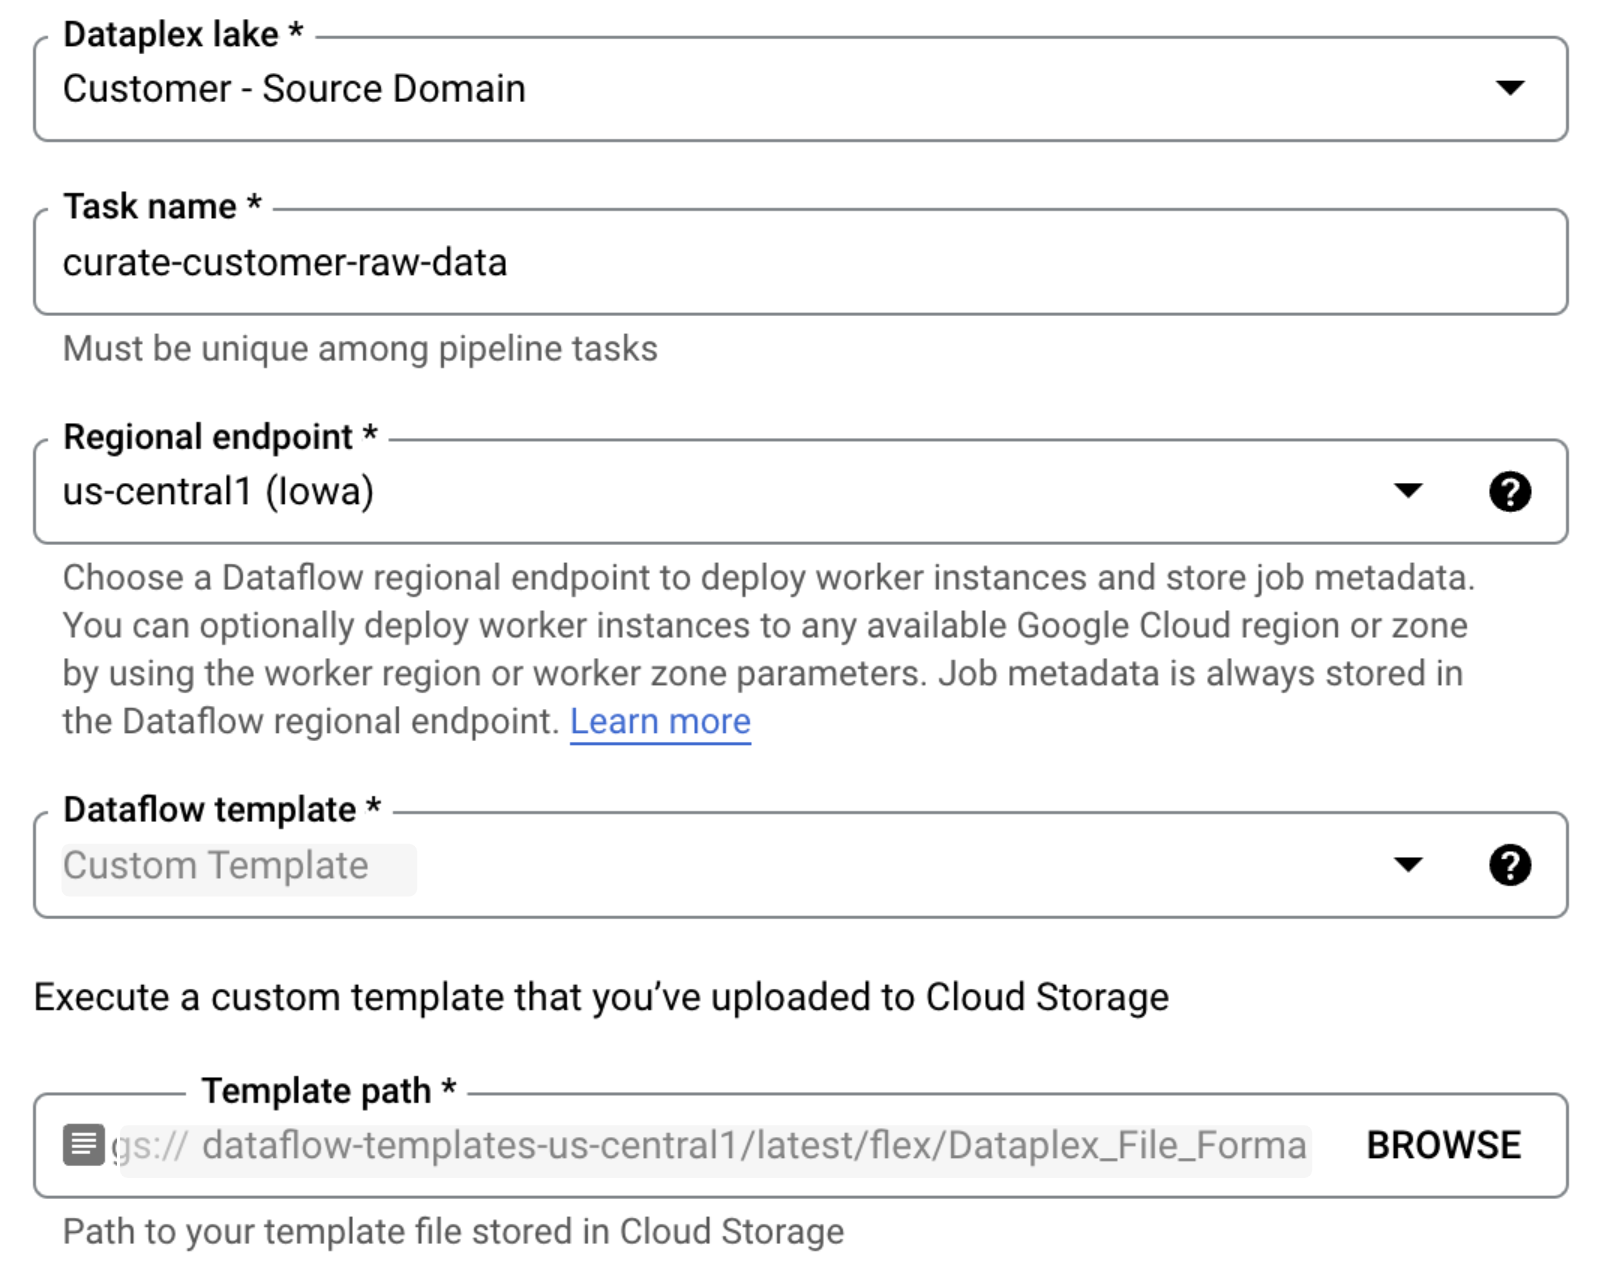 Dataplex lake *
Customer - Source Domain
Task name *
curate-customer-raw-data
Must be unique among pipeline tasks
Regional endpoint *
us-central1 (Iowa)
Choose a Dataflow regional endpoint to deploy worker instances and store job metadata.
You can optionally deploy worker instances to any available Google Cloud region or zone
by using the worker region or worker zone parameters. Job metadata is always stored in
the Dataflow regional endpoint. Learn more
Dataflow template *
Custom Template
Execute a custom template that you’ve uploaded to Cloud Storage
Template path *
gs:// dataflow-templates-us-central1/latest/flex/Dataplex_File_Forma BROWSE
Path to your template file stored in Cloud Storage